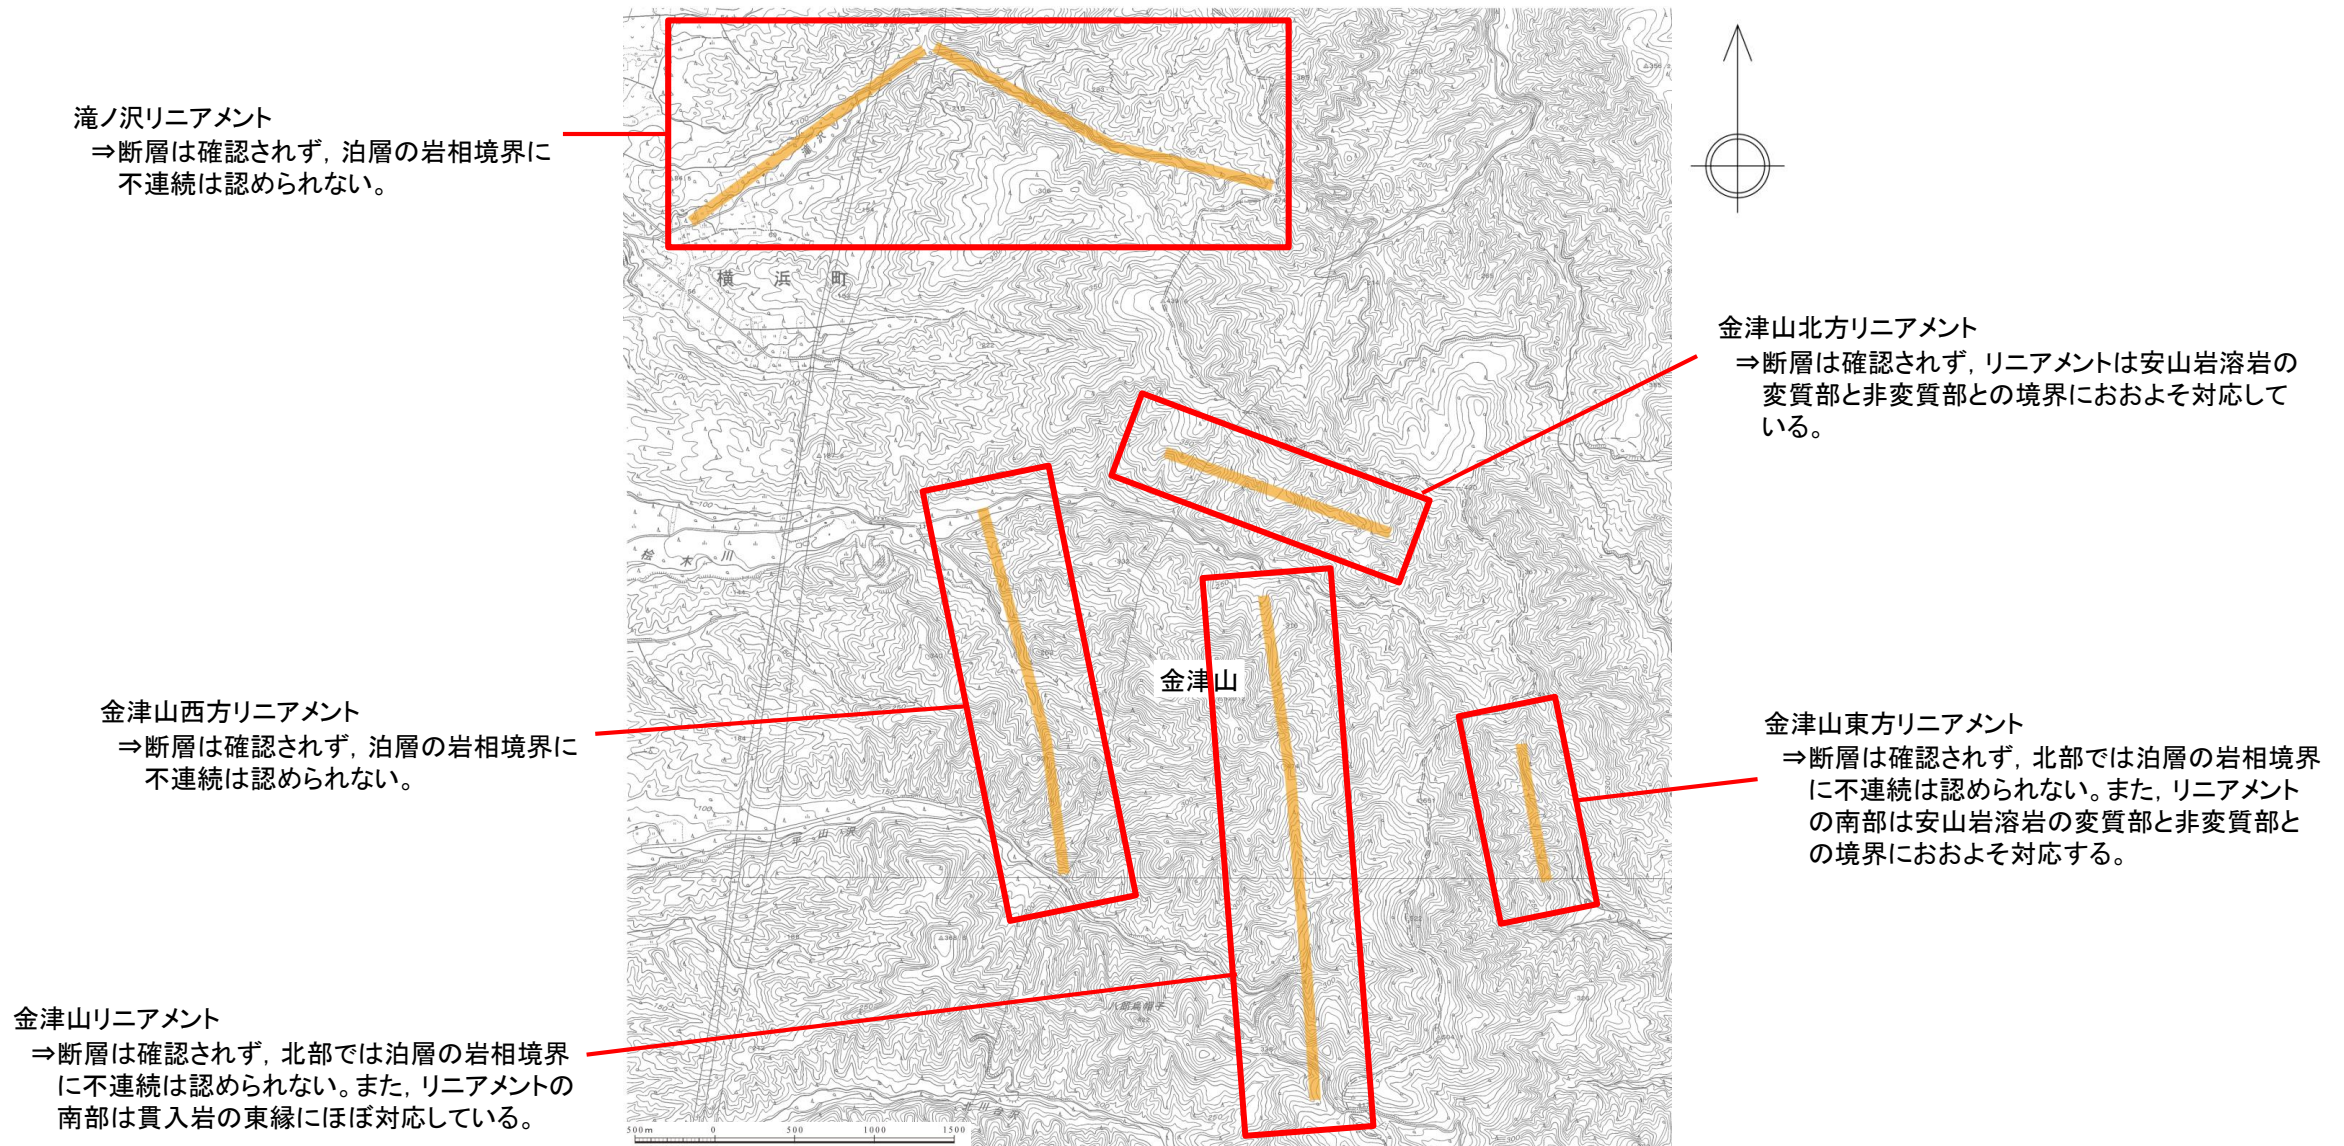 滝ノ沢リニアメント
⇒断層は確認されず，泊層の岩相境界に
不連続は認められない。
金津山北方リニアメント
⇒断層は確認されず，リニアメントは安山岩溶岩の
変質部と非変質部との境界におおよそ対応して
いる。
金津山西方リニアメント
⇒断層は確認されず，泊層の岩相境界に
不連続は認められない。
金津山東方リニアメント
⇒断層は確認されず，北部では泊層の岩相境界
に不連続は認められない。また，リニアメント
の南部は安山岩溶岩の変質部と非変質部と
の境界におおよそ対応する。
金津山リニアメント
⇒断層は確認されず，北部では泊層の岩相境界
に不連続は認められない。また，リニアメントの
南部は貫入岩の東縁にほぼ対応している。
横浜町
桧木川
金津山
500m 0 500 1000 1500